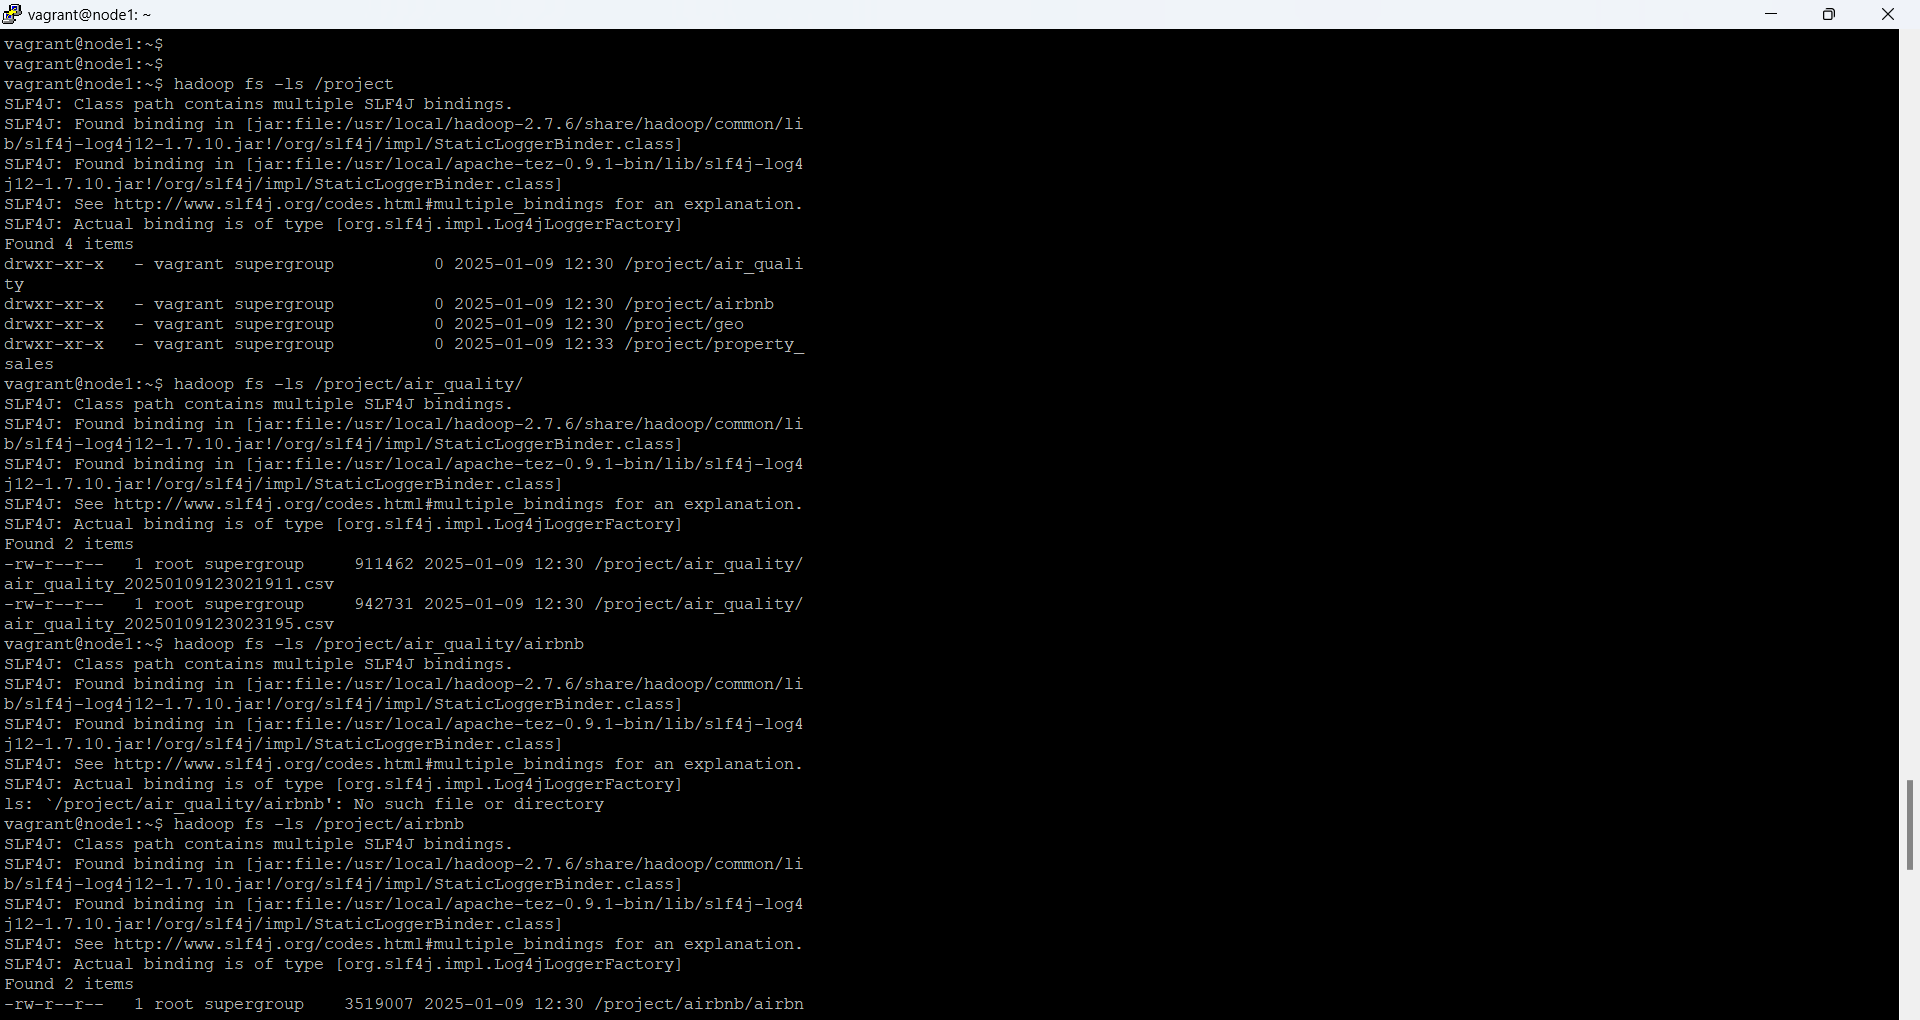 vagrant@node1: ~
vagrant@node1:~$
vagrant@node1:~$
vagrant@node1:~$ hadoop fs -ls /project
SLF4J: Class path contains multiple SLF4J bindings.
SLF4J: Found binding in [jar:file:/usr/local/hadoop-2.7.6/share/hadoop/common/li
b/slf4j-log4j12-1.7.10.jar!/org/slf4j/impl/StaticLoggerBinder.class]
SLF4J: Found binding in [jar:file:/usr/local/apache-tez-0.9.1-bin/lib/slf4j-log4
j12-1.7.10.jar!/org/slf4j/impl/StaticLoggerBinder.class]
SLF4J: See http://www.slf4j.org/codes.html#multiple_bindings for an explanation.
SLF4J: Actual binding is of type [org.slf4j.impl.Log4jLoggerFactory]
Found 4 items
drwxr-xr-x   - vagrant supergroup          0 2025-01-09 12:30 /project/air_quali
ty
drwxr-xr-x   - vagrant supergroup          0 2025-01-09 12:30 /project/airbnb
drwxr-xr-x   - vagrant supergroup          0 2025-01-09 12:30 /project/geo
drwxr-xr-x   - vagrant supergroup          0 2025-01-09 12:33 /project/property_
sales
vagrant@node1:~$ hadoop fs -ls /project/air_quality/
SLF4J: Class path contains multiple SLF4J bindings.
SLF4J: Found binding in [jar:file:/usr/local/hadoop-2.7.6/share/hadoop/common/li
b/slf4j-log4j12-1.7.10.jar!/org/slf4j/impl/StaticLoggerBinder.class]
SLF4J: Found binding in [jar:file:/usr/local/apache-tez-0.9.1-bin/lib/slf4j-log4
j12-1.7.10.jar!/org/slf4j/impl/StaticLoggerBinder.class]
SLF4J: See http://www.slf4j.org/codes.html#multiple_bindings for an explanation.
SLF4J: Actual binding is of type [org.slf4j.impl.Log4jLoggerFactory]
Found 2 items
-rw-r--r--   1 root supergroup     911462 2025-01-09 12:30 /project/air_quality/
air_quality_20250109123021911.csv
-rw-r--r--   1 root supergroup     942731 2025-01-09 12:30 /project/air_quality/
air_quality_20250109123023195.csv
vagrant@node1:~$ hadoop fs -ls /project/air_quality/airbnb
SLF4J: Class path contains multiple SLF4J bindings.
SLF4J: Found binding in [jar:file:/usr/local/hadoop-2.7.6/share/hadoop/common/li
b/slf4j-log4j12-1.7.10.jar!/org/slf4j/impl/StaticLoggerBinder.class]
SLF4J: Found binding in [jar:file:/usr/local/apache-tez-0.9.1-bin/lib/slf4j-log4
j12-1.7.10.jar!/org/slf4j/impl/StaticLoggerBinder.class]
SLF4J: See http://www.slf4j.org/codes.html#multiple_bindings for an explanation.
SLF4J: Actual binding is of type [org.slf4j.impl.Log4jLoggerFactory]
ls: `/project/air_quality/airbnb': No such file or directory
vagrant@node1:~$ hadoop fs -ls /project/airbnb
SLF4J: Class path contains multiple SLF4J bindings.
SLF4J: Found binding in [jar:file:/usr/local/hadoop-2.7.6/share/hadoop/common/li
b/slf4j-log4j12-1.7.10.jar!/org/slf4j/impl/StaticLoggerBinder.class]
SLF4J: Found binding in [jar:file:/usr/local/apache-tez-0.9.1-bin/lib/slf4j-log4
j12-1.7.10.jar!/org/slf4j/impl/StaticLoggerBinder.class]
SLF4J: See http://www.slf4j.org/codes.html#multiple_bindings for an explanation.
SLF4J: Actual binding is of type [org.slf4j.impl.Log4jLoggerFactory]
Found 2 items
-rw-r--r--   1 root supergroup    3519007 2025-01-09 12:30 /project/airbnb/airbn